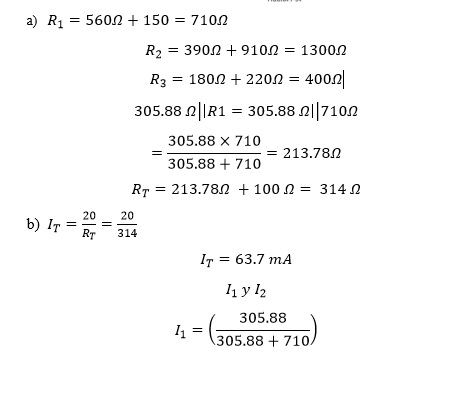 a) R₁ = 560Ω + 150 = 710Ω
R₂ = 390Ω + 910Ω = 1300Ω
R₃ = 180Ω + 220Ω = 400Ω
305.88 Ω||R1 = 305.88 Ω||710Ω
= (305.88 × 710)/(305.88 + 710) = 213.78Ω
R_T = 213.78Ω + 100 Ω = 314 Ω
b) I_T = 20/R_T = 20/314
I_T = 63.7 mA
I₁ y I₂
I₁ = (305.88/(305.88 + 710))